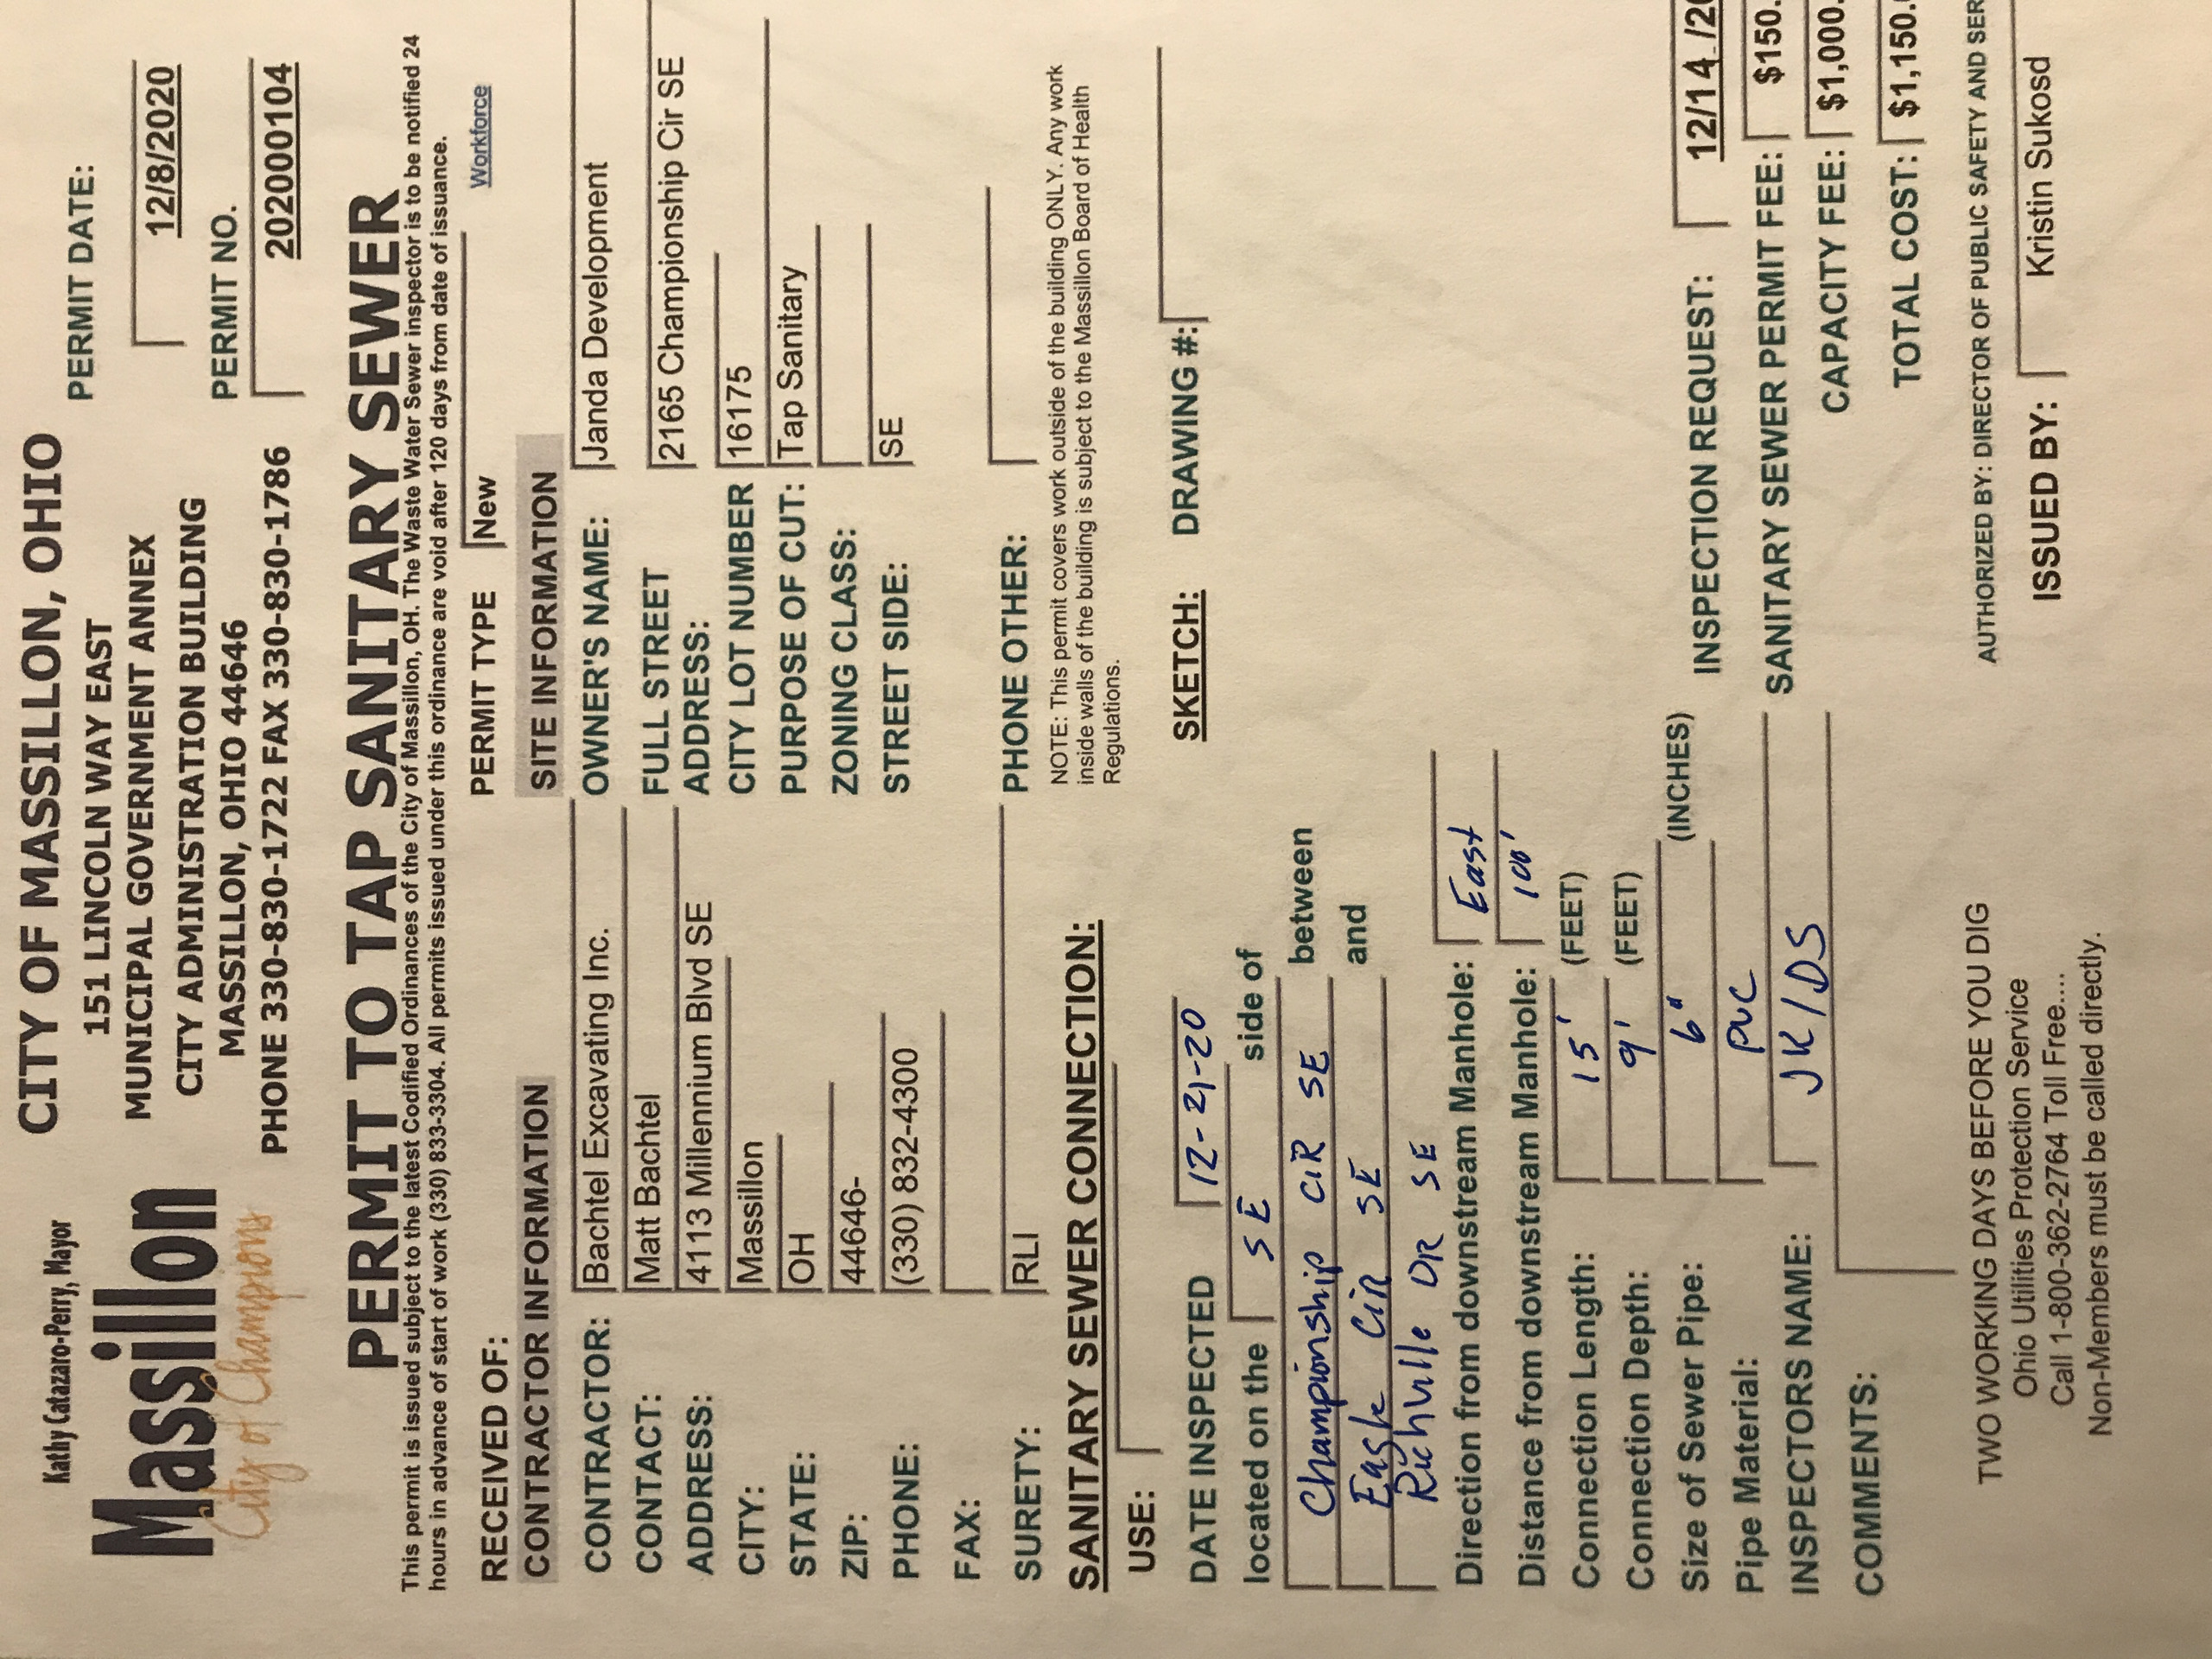 Kathy Catazaro-Perry, Mayor
Massillon
City of Champions
CITY OF MASSILLON, OHIO
151 LINCOLN WAY EAST
MUNICIPAL GOVERNMENT ANNEX
CITY ADMINISTRATION BUILDING
MASSILLON, OHIO 44646
PHONE 330-830-1722 FAX 330-830-1786
PERMIT DATE:
12/8/2020
PERMIT NO.
202000104
PERMIT TO TAP SANITARY SEWER
This permit is issued subject to the latest Codified Ordinances of the City of Massillon, OH. The Waste Water Sewer inspector is to be notified 24
hours in advance of start of work (330) 833-3304. All permits issued under this ordinance are void after 120 days from date of issuance.
RECEIVED OF:
PERMIT TYPE New Workforce
CONTRACTOR INFORMATION
CONTRACTOR: Bachtel Excavating Inc.
CONTACT: Matt Bachtel
ADDRESS: 4113 Millennium Blvd SE
CITY: Massillon
STATE: OH
ZIP: 44646-
PHONE: (330) 832-4300
FAX:
SURETY: RLI
SITE INFORMATION
OWNER'S NAME: Janda Development
FULL STREET
ADDRESS: 2165 Championship Cir SE
CITY LOT NUMBER 16175
PURPOSE OF CUT: Tap Sanitary
ZONING CLASS:
STREET SIDE: SE
PHONE OTHER:
NOTE: This permit covers work outside of the building ONLY. Any work
inside walls of the building is subject to the Massillon Board of Health
Regulations.
SANITARY SEWER CONNECTION:
USE:
DATE INSPECTED 12-21-20
located on the SE side of
Championship CIR SE between
Eagle Cir SE and
Richville DR SE
Direction from downstream Manhole: East
Distance from downstream Manhole: 100'
Connection Length: 15' (FEET)
Connection Depth: 9' (FEET)
Size of Sewer Pipe: 6" (INCHES)
Pipe Material: PVC
INSPECTORS NAME: JK/DS
COMMENTS:
SKETCH: DRAWING #:
INSPECTION REQUEST: 12/14/20
SANITARY SEWER PERMIT FEE: $150.
CAPACITY FEE: $1,000.
TOTAL COST: $1,150.
TWO WORKING DAYS BEFORE YOU DIG
Ohio Utilities Protection Service
Call 1-800-362-2764 Toll Free....
Non-Members must be called directly.
AUTHORIZED BY: DIRECTOR OF PUBLIC SAFETY AND SER
ISSUED BY: Kristin Sukosd